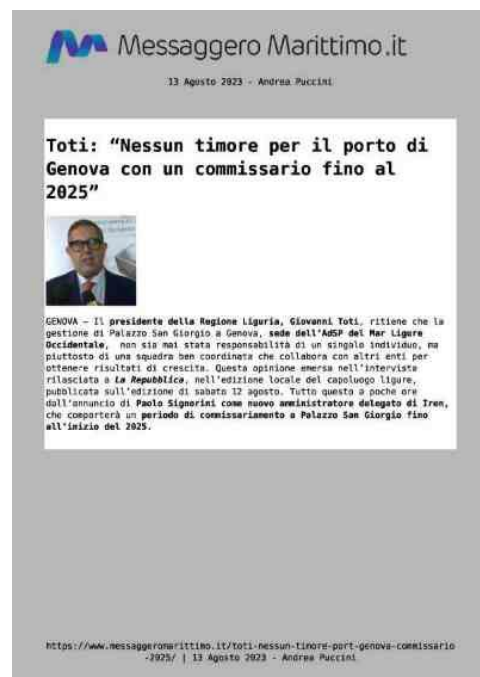 Messaggero Marittimo.it
13 Agosto 2023 - Andrea Puccini
Toti: “Nessun timore per il porto di
Genova con un commissario fino al
2025”
GENOVA – Il presidente della Regione Liguria, Giovanni Toti, ritiene che la
gestione di Palazzo San Giorgio a Genova, sede dell'AdSP del Mar Ligure
Occidentale, non sia mai stata responsabilità di un singolo individuo, ma
piuttosto di una squadra ben coordinata che collabora con altri enti per
ottenere risultati di crescita. Questa opinione emersa nell'interviste
rilasciata a La Repubblica, nell'edizione locale del capoluogo ligure,
pubblicata sull'edizione di sabato 12 agosto. Tutto questo a poche ore
dall'annuncio di Paolo Signorini come nuovo amministratore delegato di Iren,
che comporterà un periodo di commissariamento a Palazzo San Giorgio fino
all'inizio del 2025.
https://www.messaggeromarittimo.it/toti-nessun-timore-port-genova-commissario
-2025/ | 13 Agosto 2023 - Andrea Puccini